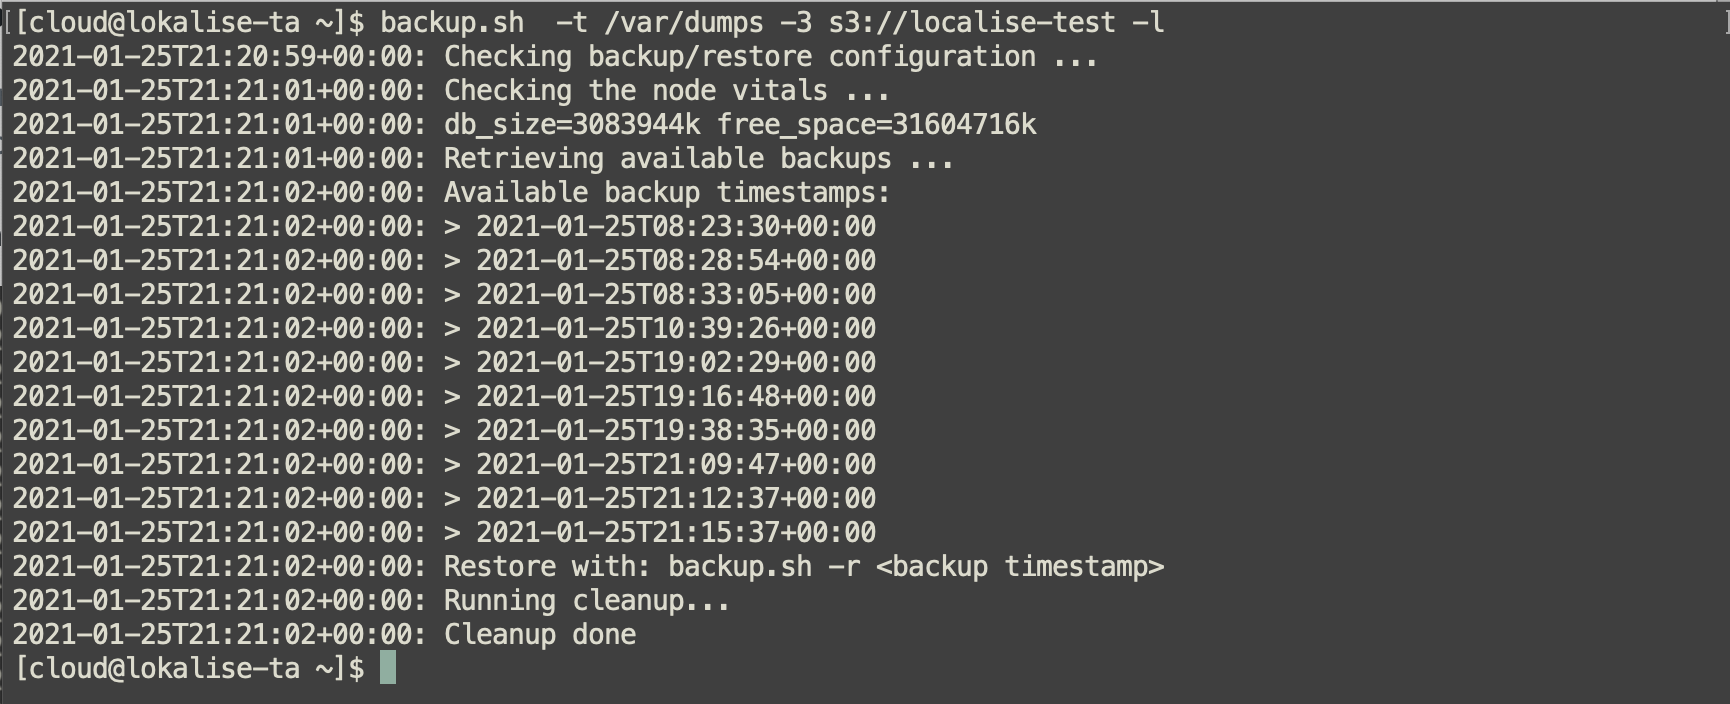 [[cloud@lokalise-ta ~]$ backup.sh  -t /var/dumps -3 s3://localise-test -l ]
2021-01-25T21:20:59+00:00: Checking backup/restore configuration ...
2021-01-25T21:21:01+00:00: Checking the node vitals ...
2021-01-25T21:21:01+00:00: db_size=3083944k free_space=31604716k
2021-01-25T21:21:01+00:00: Retrieving available backups ...
2021-01-25T21:21:02+00:00: Available backup timestamps:
2021-01-25T21:21:02+00:00: > 2021-01-25T08:23:30+00:00
2021-01-25T21:21:02+00:00: > 2021-01-25T08:28:54+00:00
2021-01-25T21:21:02+00:00: > 2021-01-25T08:33:05+00:00
2021-01-25T21:21:02+00:00: > 2021-01-25T10:39:26+00:00
2021-01-25T21:21:02+00:00: > 2021-01-25T19:02:29+00:00
2021-01-25T21:21:02+00:00: > 2021-01-25T19:16:48+00:00
2021-01-25T21:21:02+00:00: > 2021-01-25T19:38:35+00:00
2021-01-25T21:21:02+00:00: > 2021-01-25T21:09:47+00:00
2021-01-25T21:21:02+00:00: > 2021-01-25T21:12:37+00:00
2021-01-25T21:21:02+00:00: > 2021-01-25T21:15:37+00:00
2021-01-25T21:21:02+00:00: Restore with: backup.sh -r <backup timestamp>
2021-01-25T21:21:02+00:00: Running cleanup...
2021-01-25T21:21:02+00:00: Cleanup done
[cloud@lokalise-ta ~]$